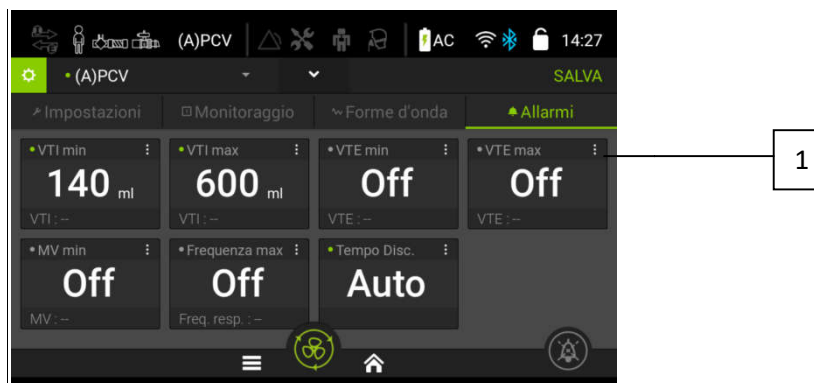 (A)PCV AC 14:27
(A)PCV SALVA
Impostazioni Monitoraggio Forme d'onda Allarmi
VTI min VTI max VTE min VTE max
140 ml 600 ml Off Off
VTI : -- VTI : -- VTE : -- VTE : --
1
MV min Frequenza max Tempo Disc.
Off Off Auto
MV : -- Freq. resp. : --